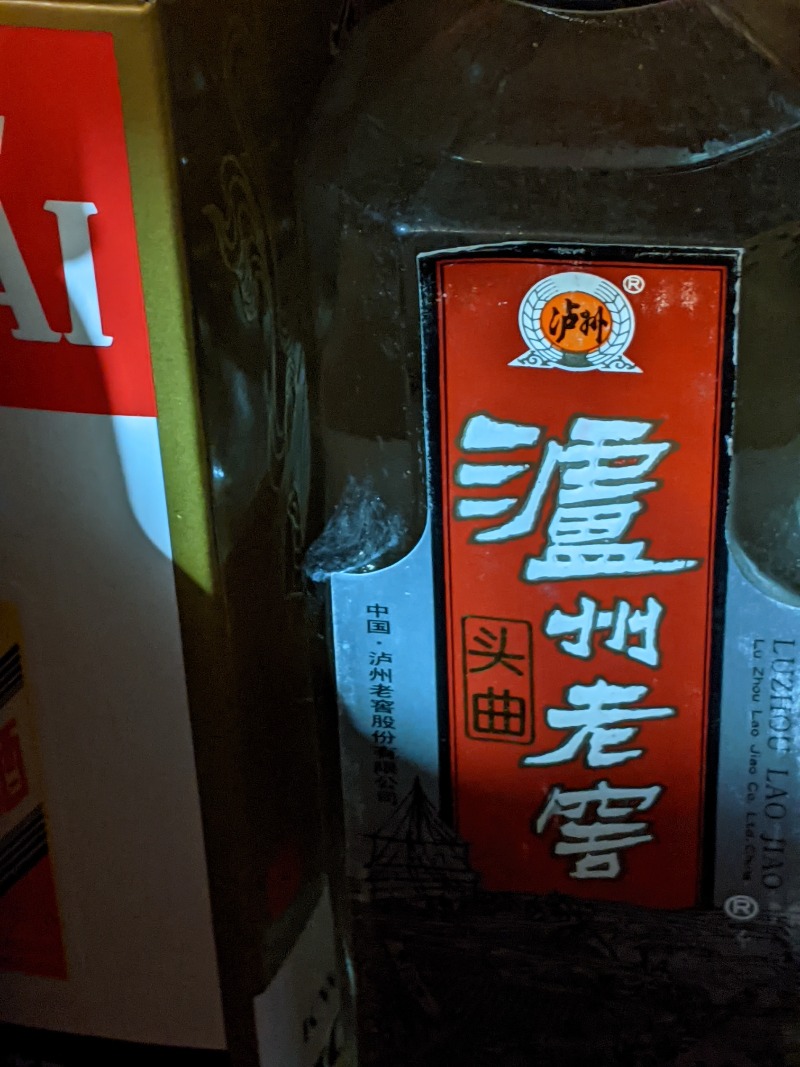 AI
酒
泸州
®
瀘州老窖
头曲
中国·泸州老窖股份有限公司
LUZHOU LAO JIAO
Lu Zhou Lao Jiao Co. Ltd. China
®